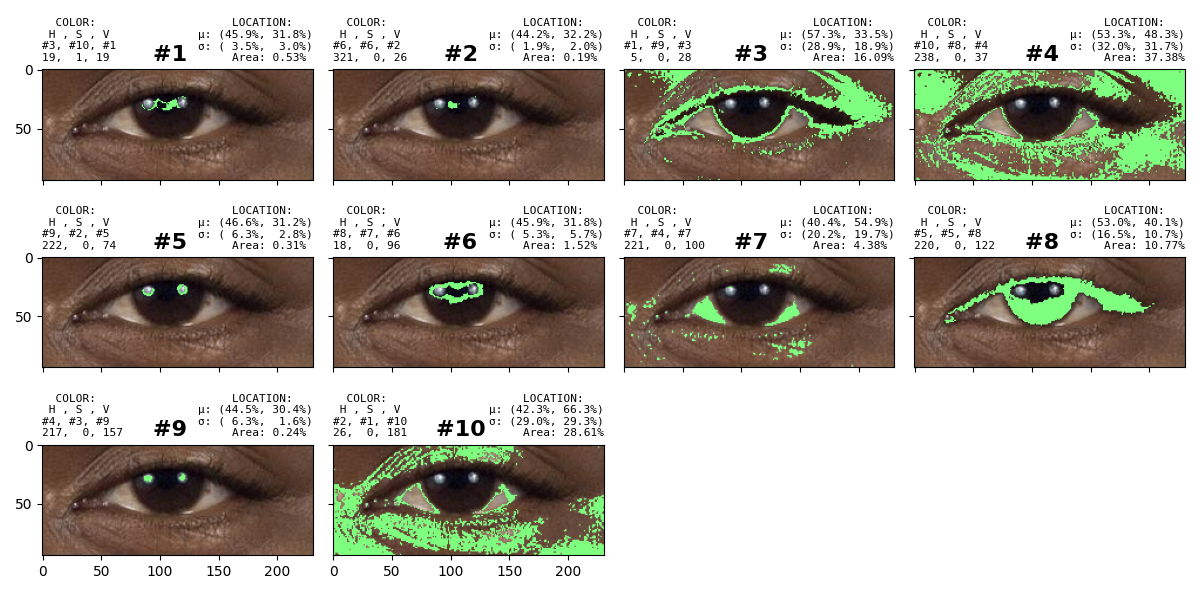 COLOR: LOCATION:
H , S , V μ: (45.9%, 31.8%)
#3, #10, #1 σ: ( 3.5%, 3.0%)
19, 1, 19 #1 Area: 0.53%
COLOR: LOCATION:
H , S , V μ: (44.2%, 32.2%)
#6, #6, #2 σ: ( 1.9%, 2.0%)
321, 0, 26 #2 Area: 0.19%
COLOR: LOCATION:
H , S , V μ: (57.3%, 33.5%)
#1, #9, #3 σ: (28.9%, 18.9%)
5, 0, 28 #3 Area: 16.09%
COLOR: LOCATION:
H , S , V μ: (53.3%, 48.3%)
#10, #8, #4 σ: (32.0%, 31.7%)
238, 0, 37 #4 Area: 37.38%
0
50
COLOR: LOCATION:
H , S , V μ: (46.6%, 31.2%)
#9, #2, #5 σ: ( 6.3%, 2.8%)
222, 0, 74 #5 Area: 0.31%
COLOR: LOCATION:
H , S , V μ: (45.9%, 31.8%)
#8, #7, #6 σ: ( 5.3%, 5.7%)
18, 0, 96 #6 Area: 1.52%
COLOR: LOCATION:
H , S , V μ: (40.4%, 54.9%)
#7, #4, #7 σ: (20.2%, 19.7%)
221, 0, 100 #7 Area: 4.38%
COLOR: LOCATION:
H , S , V μ: (53.0%, 40.1%)
#5, #5, #8 σ: (16.5%, 10.7%)
220, 0, 122 #8 Area: 10.77%
0
50
COLOR: LOCATION:
H , S , V μ: (44.5%, 30.4%)
#4, #3, #9 σ: ( 6.3%, 1.6%)
217, 0, 157 #9 Area: 0.24%
COLOR: LOCATION:
H , S , V μ: (42.3%, 66.3%)
#2, #1, #10 σ: (29.0%, 29.3%)
26, 0, 181 #10 Area: 28.61%
0
50
0 50 100 150 200
0 50 100 150 200